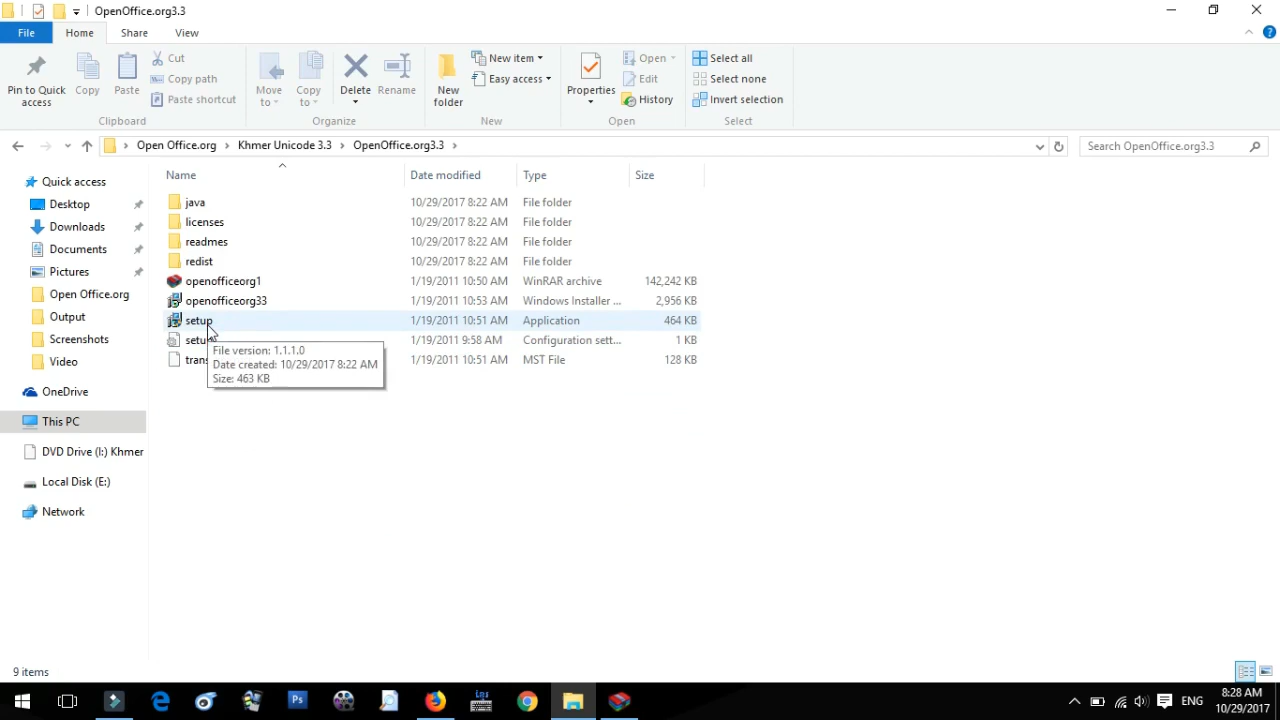 OpenOffice.org3.3
File Home Share View
Pin to Quick access
Copy
Paste
Cut
Copy path
Paste shortcut
Clipboard
Move to
Copy to
Delete
Rename
Organize
New folder
New item
Easy access
New
Properties
Open
Edit
History
Open
Select all
Select none
Invert selection
Select
Open Office.org Khmer Unicode 3.3 OpenOffice.org3.3
Search OpenOffice.org3.3
Quick access
Desktop
Downloads
Documents
Pictures
Open Office.org
Output
Screenshots
Video
OneDrive
This PC
DVD Drive (I:) Khmer
Local Disk (E:)
Network
Name Date modified Type Size
java 10/29/2017 8:22 AM File folder
licenses 10/29/2017 8:22 AM File folder
readmes 10/29/2017 8:22 AM File folder
redist 10/29/2017 8:22 AM File folder
openofficeorg1 1/19/2011 10:50 AM WinRAR archive 142,242 KB
openofficeorg33 1/19/2011 10:53 AM Windows Installer ... 2,956 KB
setup 1/19/2011 10:51 AM Application 464 KB
setup 1/19/2011 9:58 AM Configuration sett... 1 KB
trans 1/19/2011 10:51 AM MST File 128 KB
File version: 1.1.1.0
Date created: 10/29/2017 8:22 AM
Size: 463 KB
9 items
Ps
ENG
8:28 AM
10/29/2017